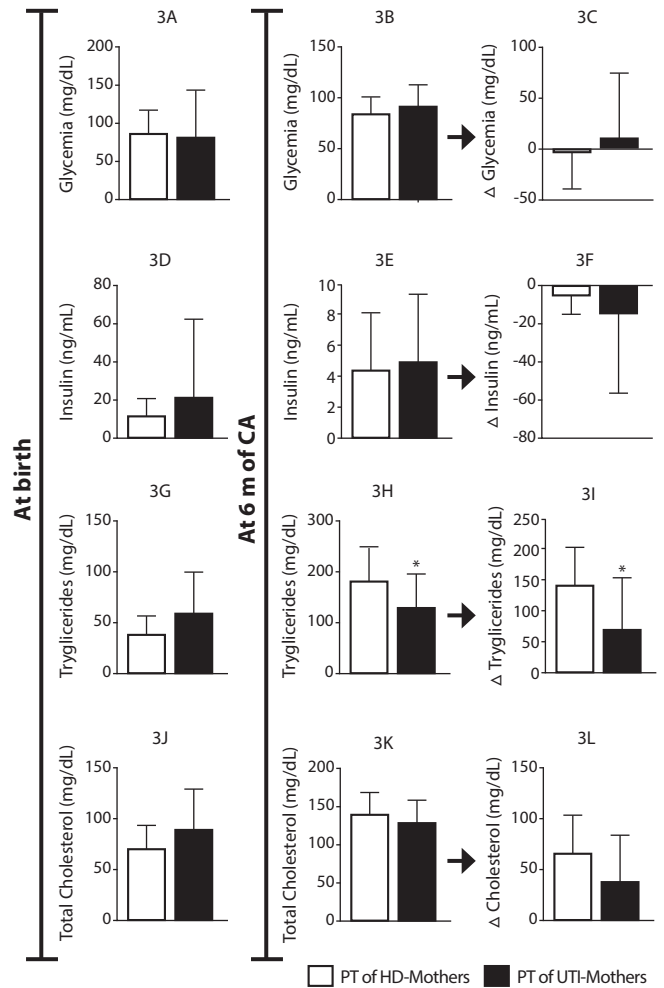 3A
3B
3C
Glycemia (mg/dL)
200
150
100
50
0
Glycemia (mg/dL)
150
100
50
0
△ Glycemia (mg/dL)
100
50
0
-50
3D
3E
3F
Insulin (ng/mL)
80
60
40
20
0
Insulin (ng/mL)
10
8
6
4
2
0
△ Insulin (ng/mL)
0
-20
-40
-60
-80
At birth
At 6 m of CA
3G
3H
3I
Tryglicerides (mg/dL)
150
100
50
0
Tryglicerides (mg/dL)
300
200
100
0
*
△ Tryglicerides (mg/dL)
250
200
150
100
50
0
*
3J
3K
3L
Total Cholesterol (mg/dL)
150
100
50
0
Total Cholesterol (mg/dL)
200
150
100
50
0
△ Cholesterol (mg/dL)
150
100
50
0
PT of HD-Mothers
PT of UTI-Mothers